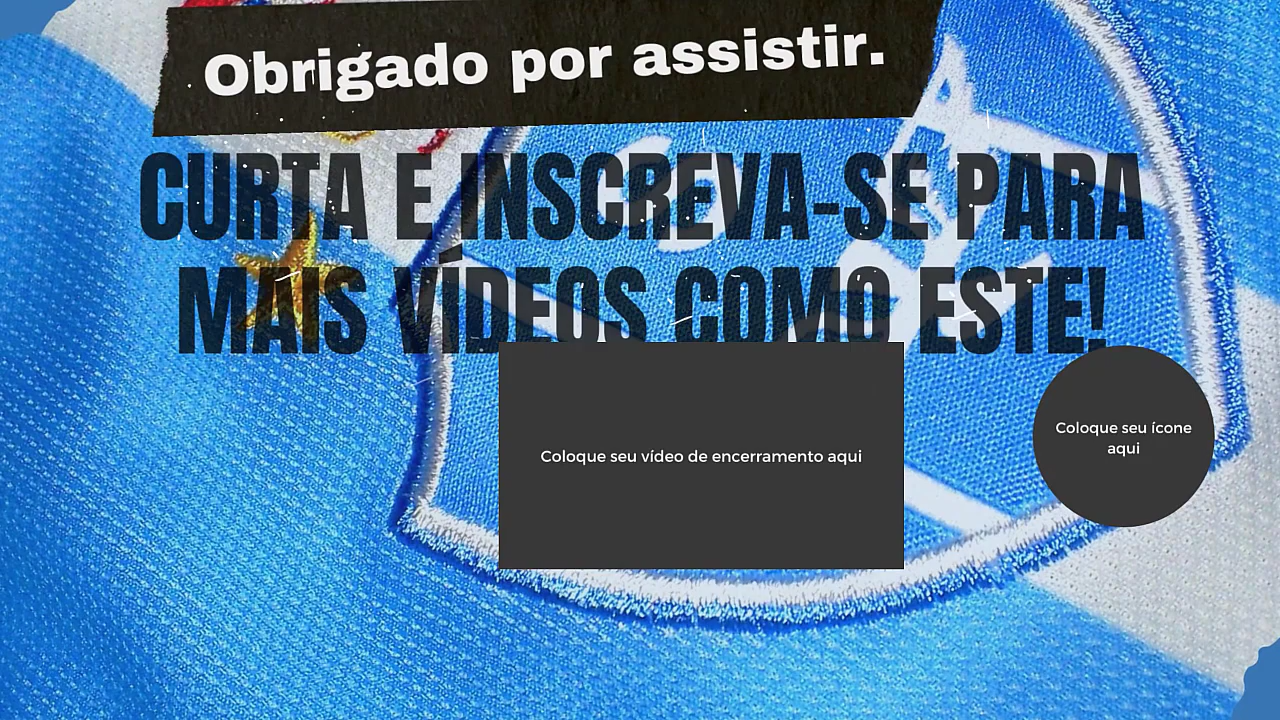 Obrigado por assistir.
CURTA E INSCREVA-SE PARA
MAIS VÍDEOS COMO ESTE!
Coloque seu vídeo de encerramento aqui
Coloque seu ícone
aqui